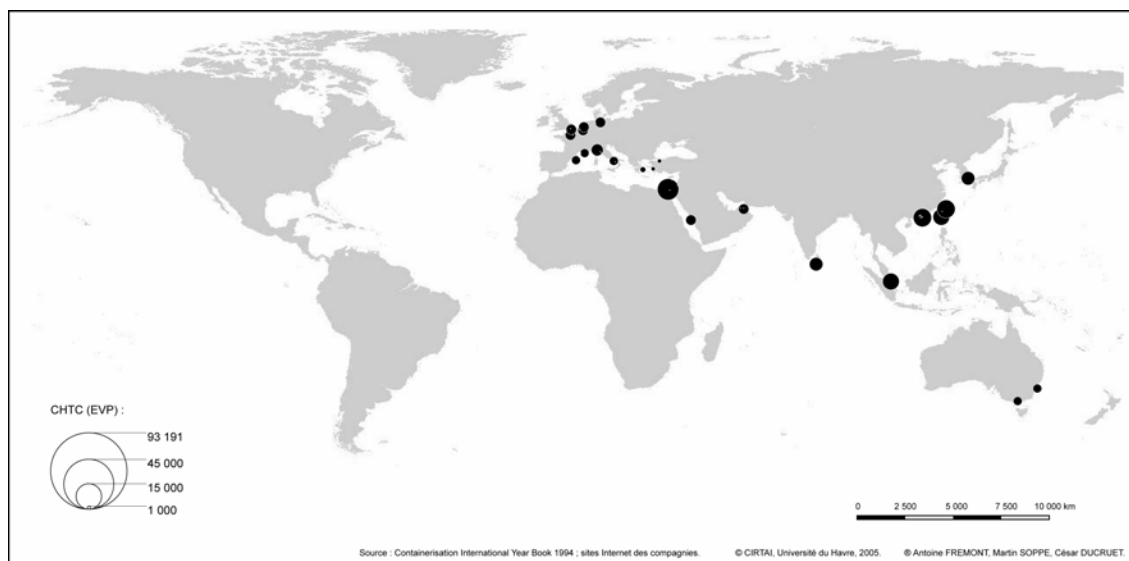 CHTC (EVP) :
93 191
45 000
15 000
1 000
0 2 500 5 000 7 500 10 000 km
Source : Containerisation International Year Book 1994 ; sites Internet des compagnies. © CIRTAI, Université du Havre, 2005. ® Antoine FREMONT, Martin SOPPE, César DUCRUET.